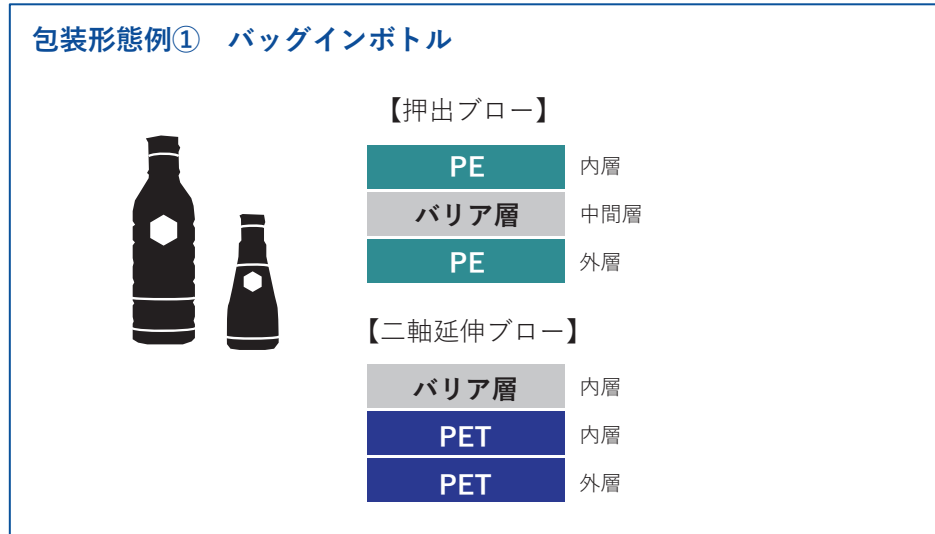 包装形態例① バッグインボトル
【押出ブロー】
PE 内層
バリア層 中間層
PE 外層
【二軸延伸ブロー】
バリア層 内層
PET 内層
PET 外層